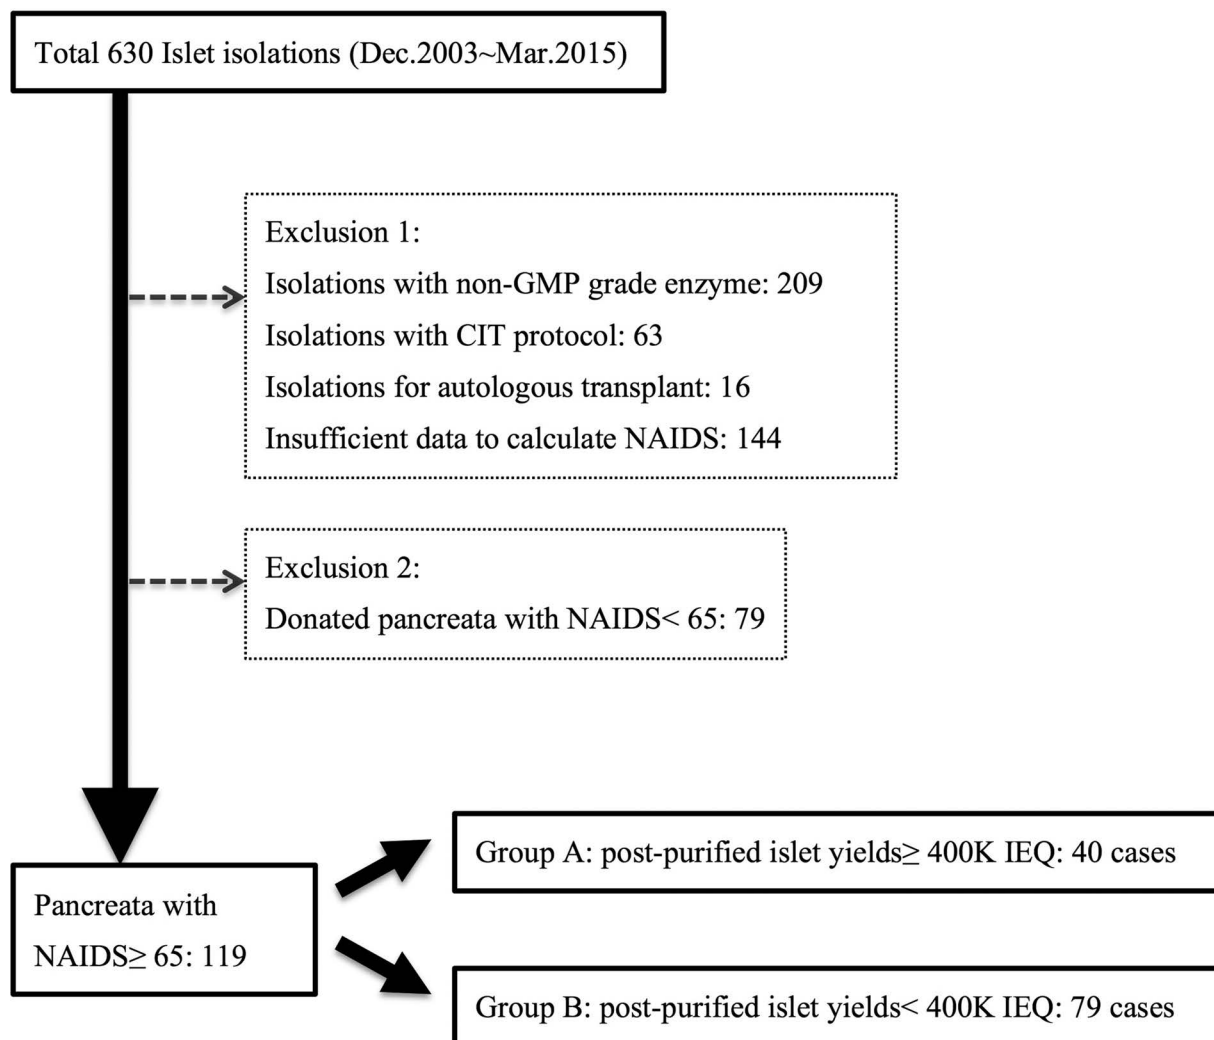 Total 630 Islet isolations (Dec.2003~Mar.2015)
Exclusion 1:
Isolations with non-GMP grade enzyme: 209
Isolations with CIT protocol: 63
Isolations for autologous transplant: 16
Insufficient data to calculate NAIDS: 144
Exclusion 2:
Donated pancreata with NAIDS< 65: 79
Pancreata with
NAIDS≥ 65: 119
Group A: post-purified islet yields≥ 400K IEQ: 40 cases
Group B: post-purified islet yields< 400K IEQ: 79 cases